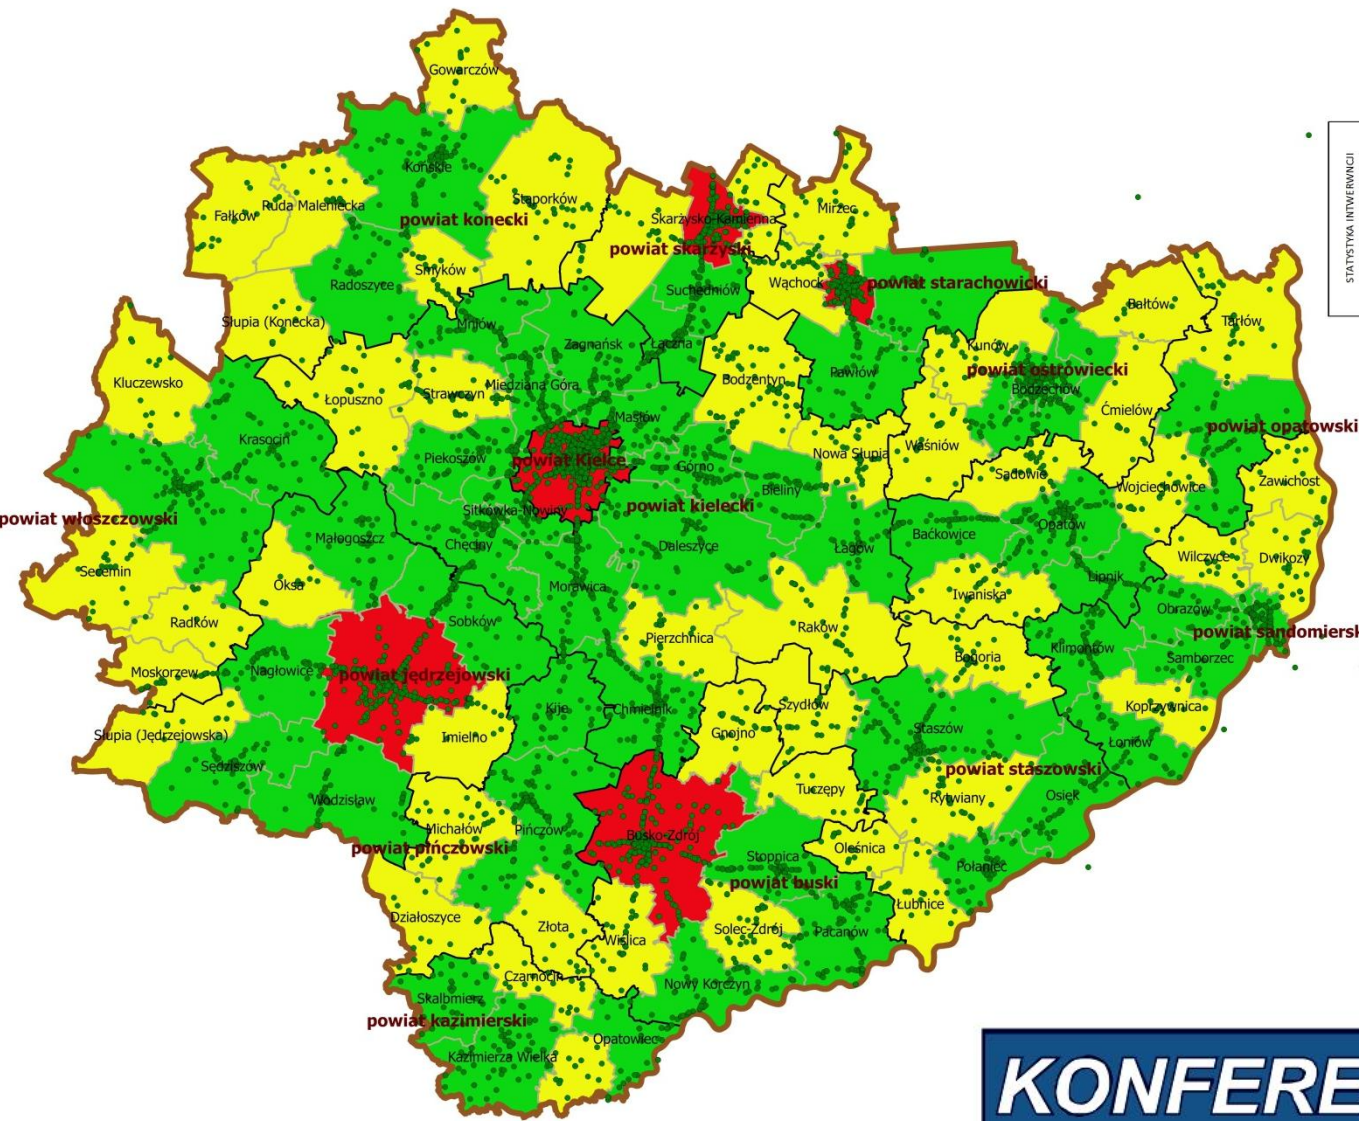 Gowarczów
Końskie
STATYSTYKA INTWERWNCJI
Stąporków
Ruda Maleniecka
Fałków
powiat konecki
Skarżysko-Kamienna
Mirzec
powiat skarżyski
Smyków
Radoszyce
Suchedniów
Wąchock
powiat starachowicki
Bałtów
Tarłów
Słupia (Konecka)
Mniów
Zagnańsk
Łączna
Kunów
Kluczewsko
Łopuszno
Strawczyn
Miedziana Góra
Bodzentyn
Pawłów
powiat ostrowiecki
Bodzechów
Ćmielów
Masłów
powiat opatowski
Krasocin
Piekoszów
powiat Kielce
Górno
Nowa Słupia
Waśniów
Sadowie
Wojciechowice
Zawichost
Bieliny
powiat włoszczowski
Sitkówka-Nowiny
powiat kielecki
Opatów
Małogoszcz
Chęciny
Daleszyce
Łagów
Baćkowice
Wilczyce
Dwikozy
Secemin
Oksa
Morawica
Iwaniska
Lipnik
Obrazów
Radków
Sobków
Pierzchnica
Raków
powiat sandomiersk
Moskorzew
Nagłowice
powiat jędrzejowski
Bogoria
Klimontów
Samborzec
Kije
Chmielnik
Szydłów
Koprzywnica
Słupia (Jędrzejowska)
Imielno
Gnojno
Staszów
Łoniów
Sędziszów
powiat staszowski
Wodzisław
Tuczępy
Rytwiany
Osiek
Michałów
Pińczów
Busko-Zdrój
powiat pińczowski
Stopnica
Oleśnica
Połaniec
powiat buski
Działoszyce
Złota
Wiślica
Solec-Zdrój
Pacanów
Łubnice
Czarnocin
Nowy Korczyn
Skalbmierz
powiat kazimierski
Opatowiec
Kazimierza Wielka
KONFERE